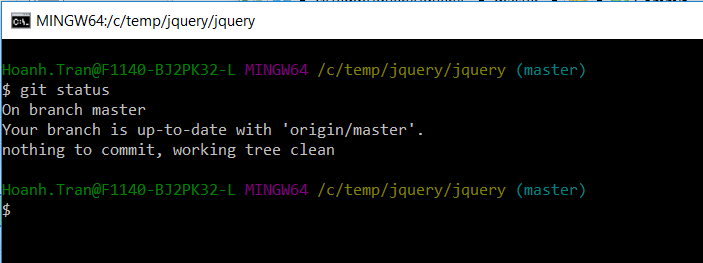 MINGW64:/c/temp/jquery/jquery
Hoanh.Tran@F1140-BJ2PK32-L MINGW64 /c/temp/jquery/jquery (master)
$ git status
On branch master
Your branch is up-to-date with 'origin/master'.
nothing to commit, working tree clean
Hoanh.Tran@F1140-BJ2PK32-L MINGW64 /c/temp/jquery/jquery (master)
$